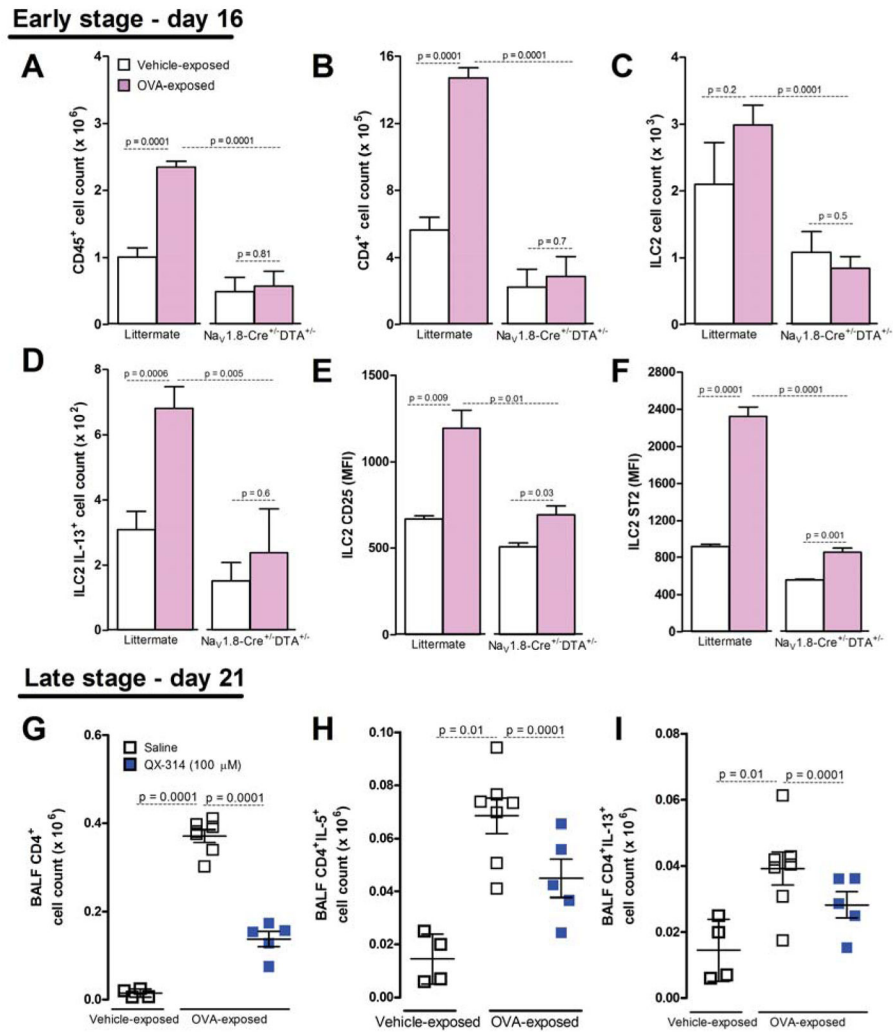 Early stage - day 16
A
Vehicle-exposed
OVA-exposed
CD45⁺ cell count (x 10⁶)
4
3
2
1
0
p = 0.0001
p = 0.0001
p = 0.81
Littermate
NaV1.8-Cre⁺/⁻DTA⁺/⁻
B
CD4⁺ cell count (x 10⁵)
16
12
8
4
0
p = 0.0001
p = 0.0001
p = 0.7
Littermate
NaV1.8-Cre⁺/⁻DTA⁺/⁻
C
ILC2 cell count (x 10³)
4
3
2
1
0
p = 0.2
p = 0.0001
p = 0.5
Littermate
NaV1.8-Cre⁺/⁻DTA⁺/⁻
D
ILC2 IL-13⁺ cell count (x 10²)
8
6
4
2
0
p = 0.0006
p = 0.005
p = 0.6
Littermate
NaV1.8-Cre⁺/⁻DTA⁺/⁻
E
ILC2 CD25 (MFI)
1500
1000
500
0
p = 0.009
p = 0.01
p = 0.03
Littermate
NaV1.8-Cre⁺/⁻DTA⁺/⁻
F
ILC2 ST2 (MFI)
2800
2400
2000
1600
1200
800
400
0
p = 0.0001
p = 0.0001
p = 0.001
Littermate
NaV1.8-Cre⁺/⁻DTA⁺/⁻
Late stage - day 21
G
Saline
QX-314 (100 µM)
BALF CD4⁺
cell count (x 10⁶)
0.6
0.4
0.2
0.0
p = 0.0001
p = 0.0001
Vehicle-exposed
OVA-exposed
H
BALF CD4⁺IL-5⁺
cell count (x 10⁶)
0.10
0.08
0.06
0.04
0.02
0.00
p = 0.01
p = 0.0001
Vehicle-exposed
OVA-exposed
I
BALF CD4⁺IL-13⁺
cell count (x 10⁶)
0.08
0.06
0.04
0.02
0.00
p = 0.01
p = 0.0001
Vehicle-exposed
OVA-exposed